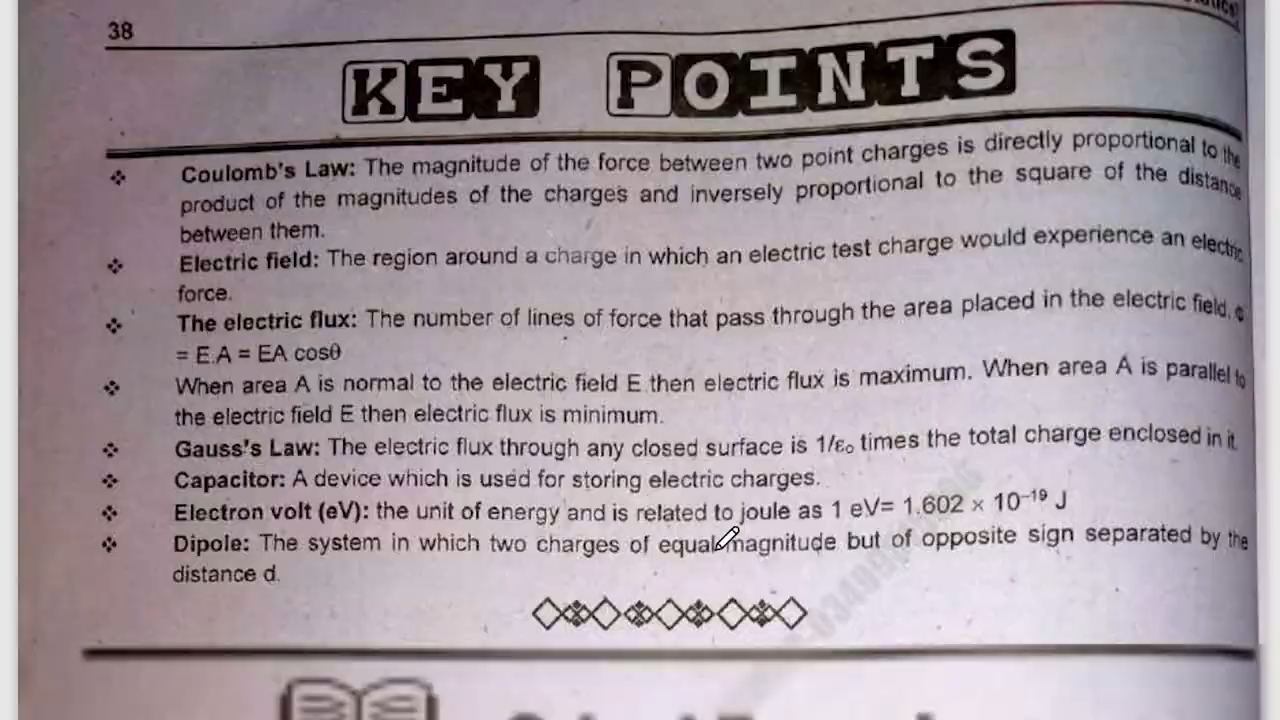 38
KEY POINTS
❖ Coulomb's Law: The magnitude of the force between two point charges is directly proportional to the
product of the magnitudes of the charges and inversely proportional to the square of the distance
between them.
❖ Electric field: The region around a charge in which an electric test charge would experience an electric
force.
❖ The electric flux: The number of lines of force that pass through the area placed in the electric field, φ
= E.A = EA cosθ
❖ When area A is normal to the electric field E then electric flux is maximum. When area A is parallel to
the electric field E then electric flux is minimum.
❖ Gauss's Law: The electric flux through any closed surface is 1/ε₀ times the total charge enclosed in it.
❖ Capacitor: A device which is used for storing electric charges.
❖ Electron volt (eV): the unit of energy and is related to joule as 1 eV= 1.602 × 10⁻¹⁹ J
❖ Dipole: The system in which two charges of equal magnitude but of opposite sign separated by the
distance d.